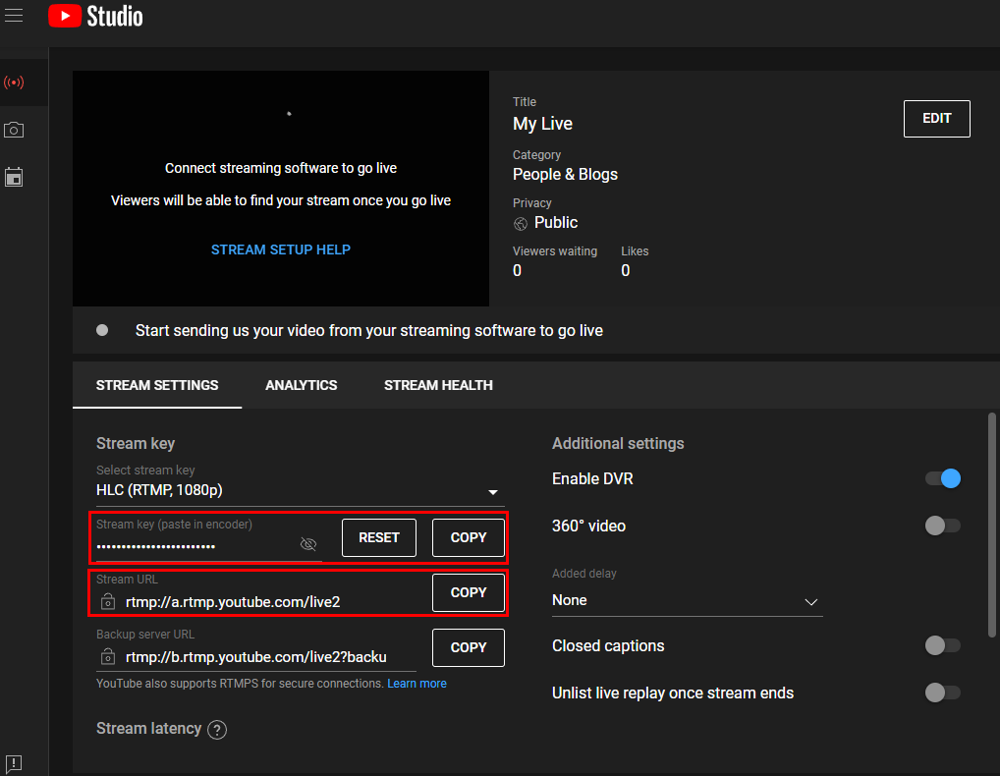 Studio
Connect streaming software to go live
Viewers will be able to find your stream once you go live
STREAM SETUP HELP
Title
My Live
EDIT
Category
People & Blogs
Privacy
Public
Viewers waiting
Likes
0
0
Start sending us your video from your streaming software to go live
STREAM SETTINGS
ANALYTICS
STREAM HEALTH
Stream key
Select stream key
HLC (RTMP, 1080p)
Stream key (paste in encoder)
••••••••••••••••••••••••
RESET
COPY
Stream URL
rtmp://a.rtmp.youtube.com/live2
COPY
Backup server URL
rtmp://b.rtmp.youtube.com/live2?backu
COPY
YouTube also supports RTMPS for secure connections. Learn more
Stream latency
?
Additional settings
Enable DVR
360° video
Added delay
None
Closed captions
Unlist live replay once stream ends